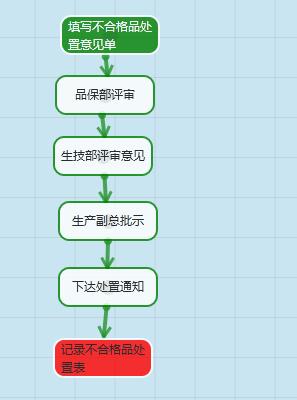 填写不合格品处
置意见单
品保部评审
生技部评审意见
生产副总批示
下达处置通知
记录不合格品处
置表